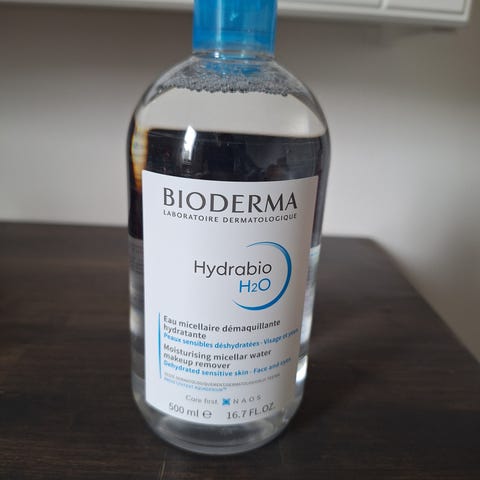 BIODERMA
LABORATOIRE DERMATOLOGIQUE
Hydrabio
H2O
Eau micellaire démaquillante
hydratante
Peaux sensibles déshydratées - Visage et yeux
Moisturising micellar water
makeup remover
Dehydrated sensitive skin - Face and eyes
Care first. NAOS
500 ml e 16.7 FL.OZ.